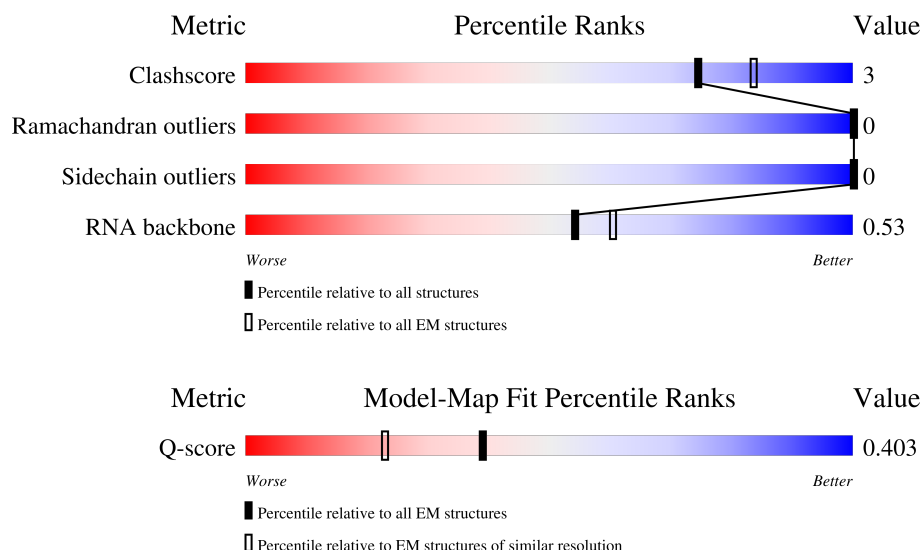 Metric Percentile Ranks Value
Clashscore 3
Ramachandran outliers 0
Sidechain outliers 0
RNA backbone 0.53
Worse Better
Percentile relative to all structures
Percentile relative to all EM structures
Metric Model-Map Fit Percentile Ranks Value
Q-score 0.403
Worse Better
Percentile relative to all EM structures
Percentile relative to EM structures of similar resolution